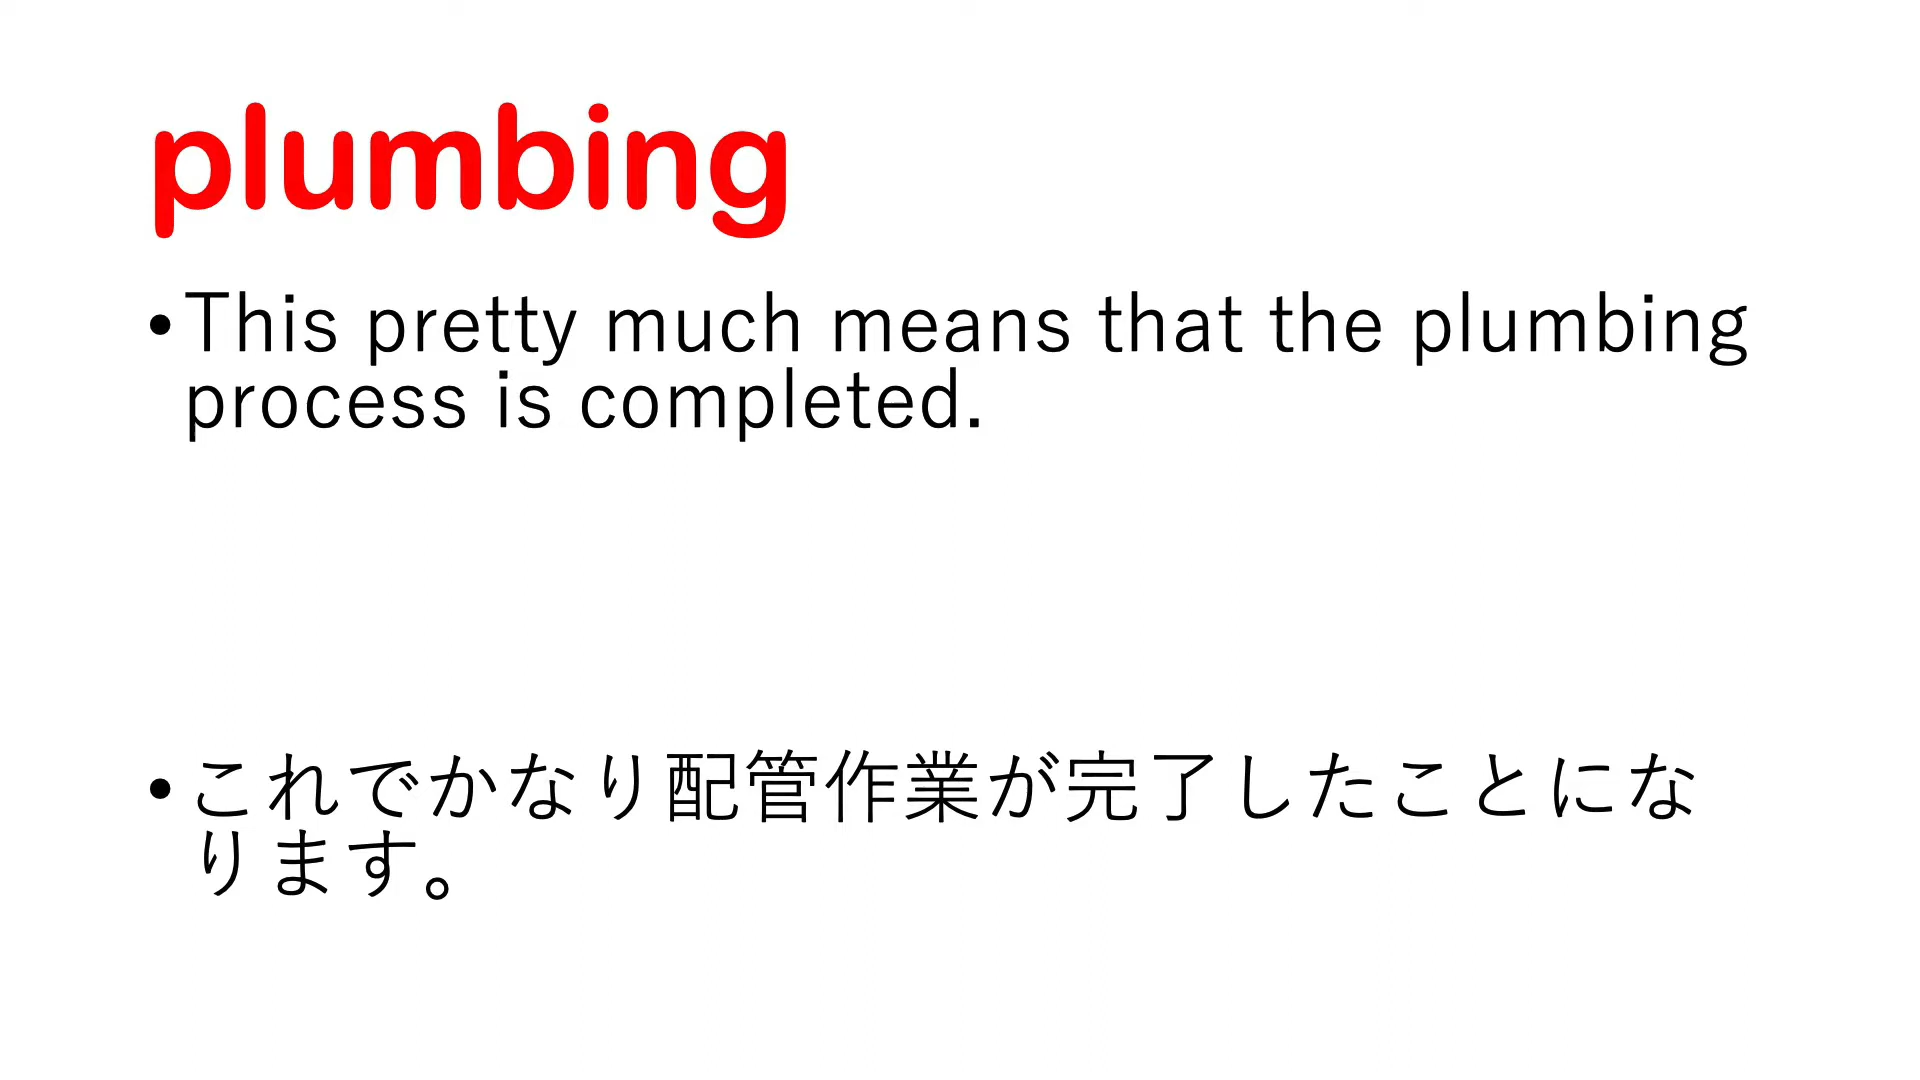 plumbing
•This pretty much means that the plumbing
process is completed.
•これでかなり配管作業が完了したことにな
ります。